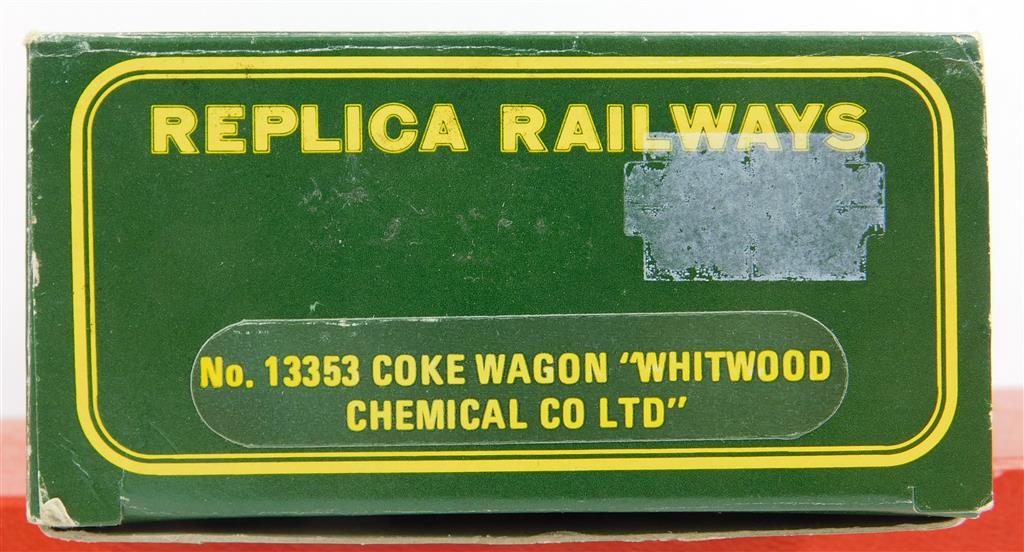 REPLICA RAILWAYS
No. 13353 COKE WAGON "WHITWOOD
CHEMICAL CO LTD"